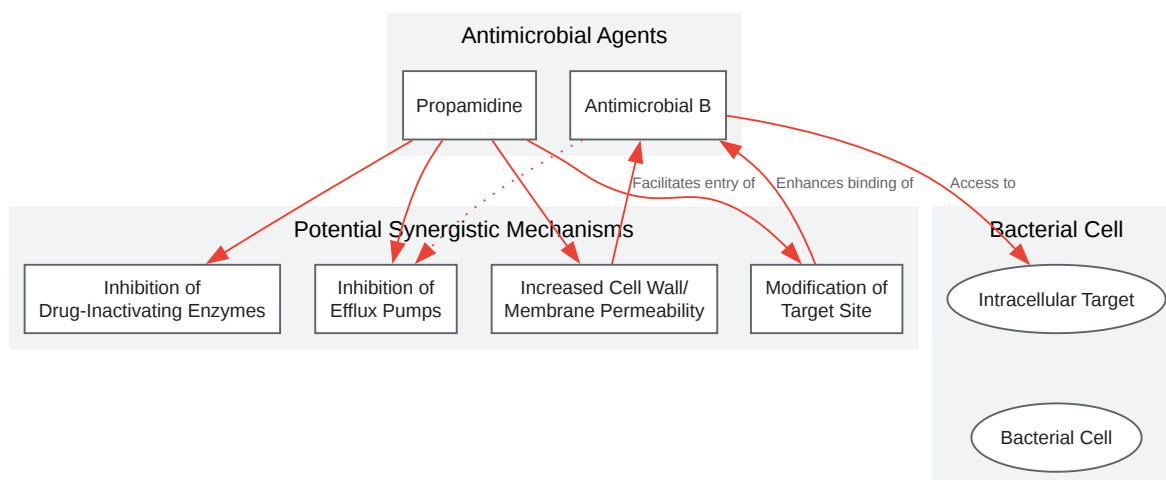 Antimicrobial Agents
Propamidine
Antimicrobial B
Facilitates entry of
Enhances binding of
Access to
Potential Synergistic Mechanisms
Bacterial Cell
Inhibition of
Drug-Inactivating Enzymes
Inhibition of
Efflux Pumps
Increased Cell Wall/
Membrane Permeability
Modification of
Target Site
Intracellular Target
Bacterial Cell